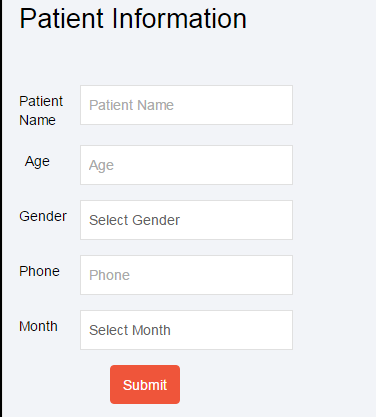 Patient Information
Patient
Name
Patient Name
Age
Age
Gender
Select Gender
Phone
Phone
Month
Select Month
Submit